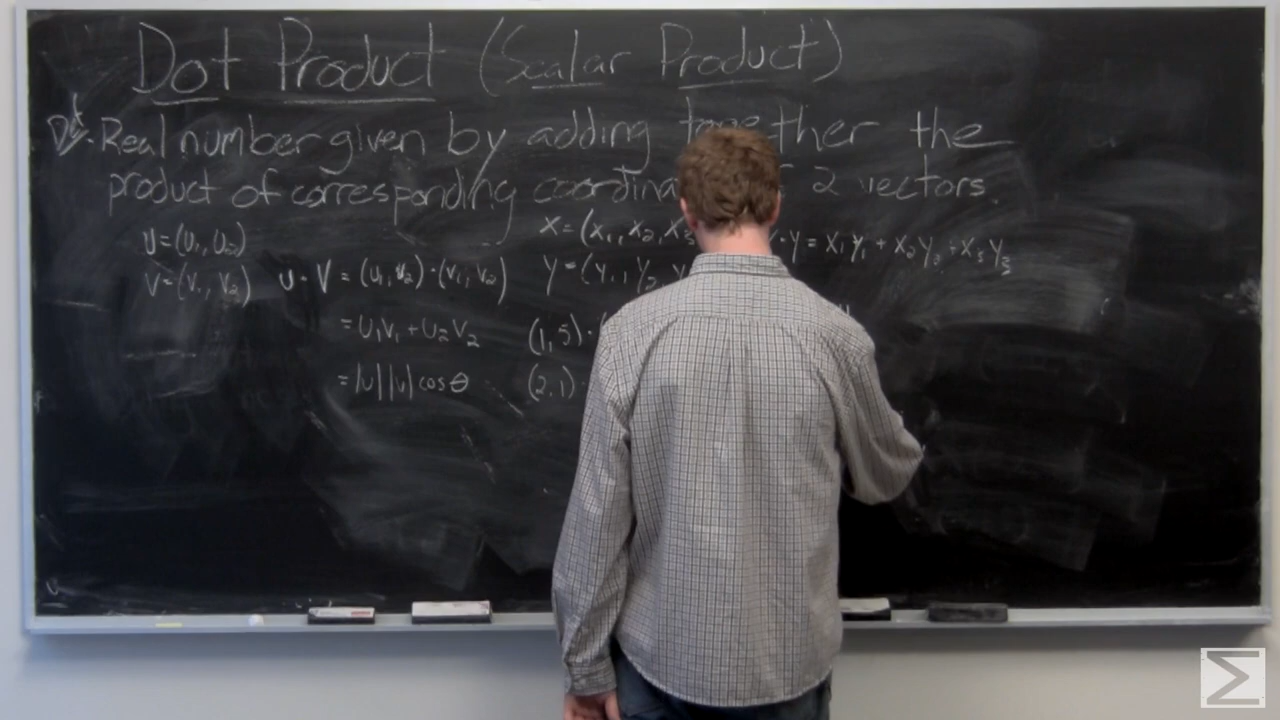 Dot Product (Scalar Product)
Def. Real number given by adding together the
product of corresponding coordina 2 vectors.
U=(U₁, U₂)
V=(V₁, V₂)
U · V = (U₁, U₂) · (V₁, V₂)
= U₁V₁ + U₂V₂
= |U| |V| cos θ
X = (X₁, X₂, X₃
Y = (Y₁, Y₂,
· Y = X₁Y₁ + X₂Y₂ + X₃Y₃
(1, 5) ·
(2, 1) ·
Σ